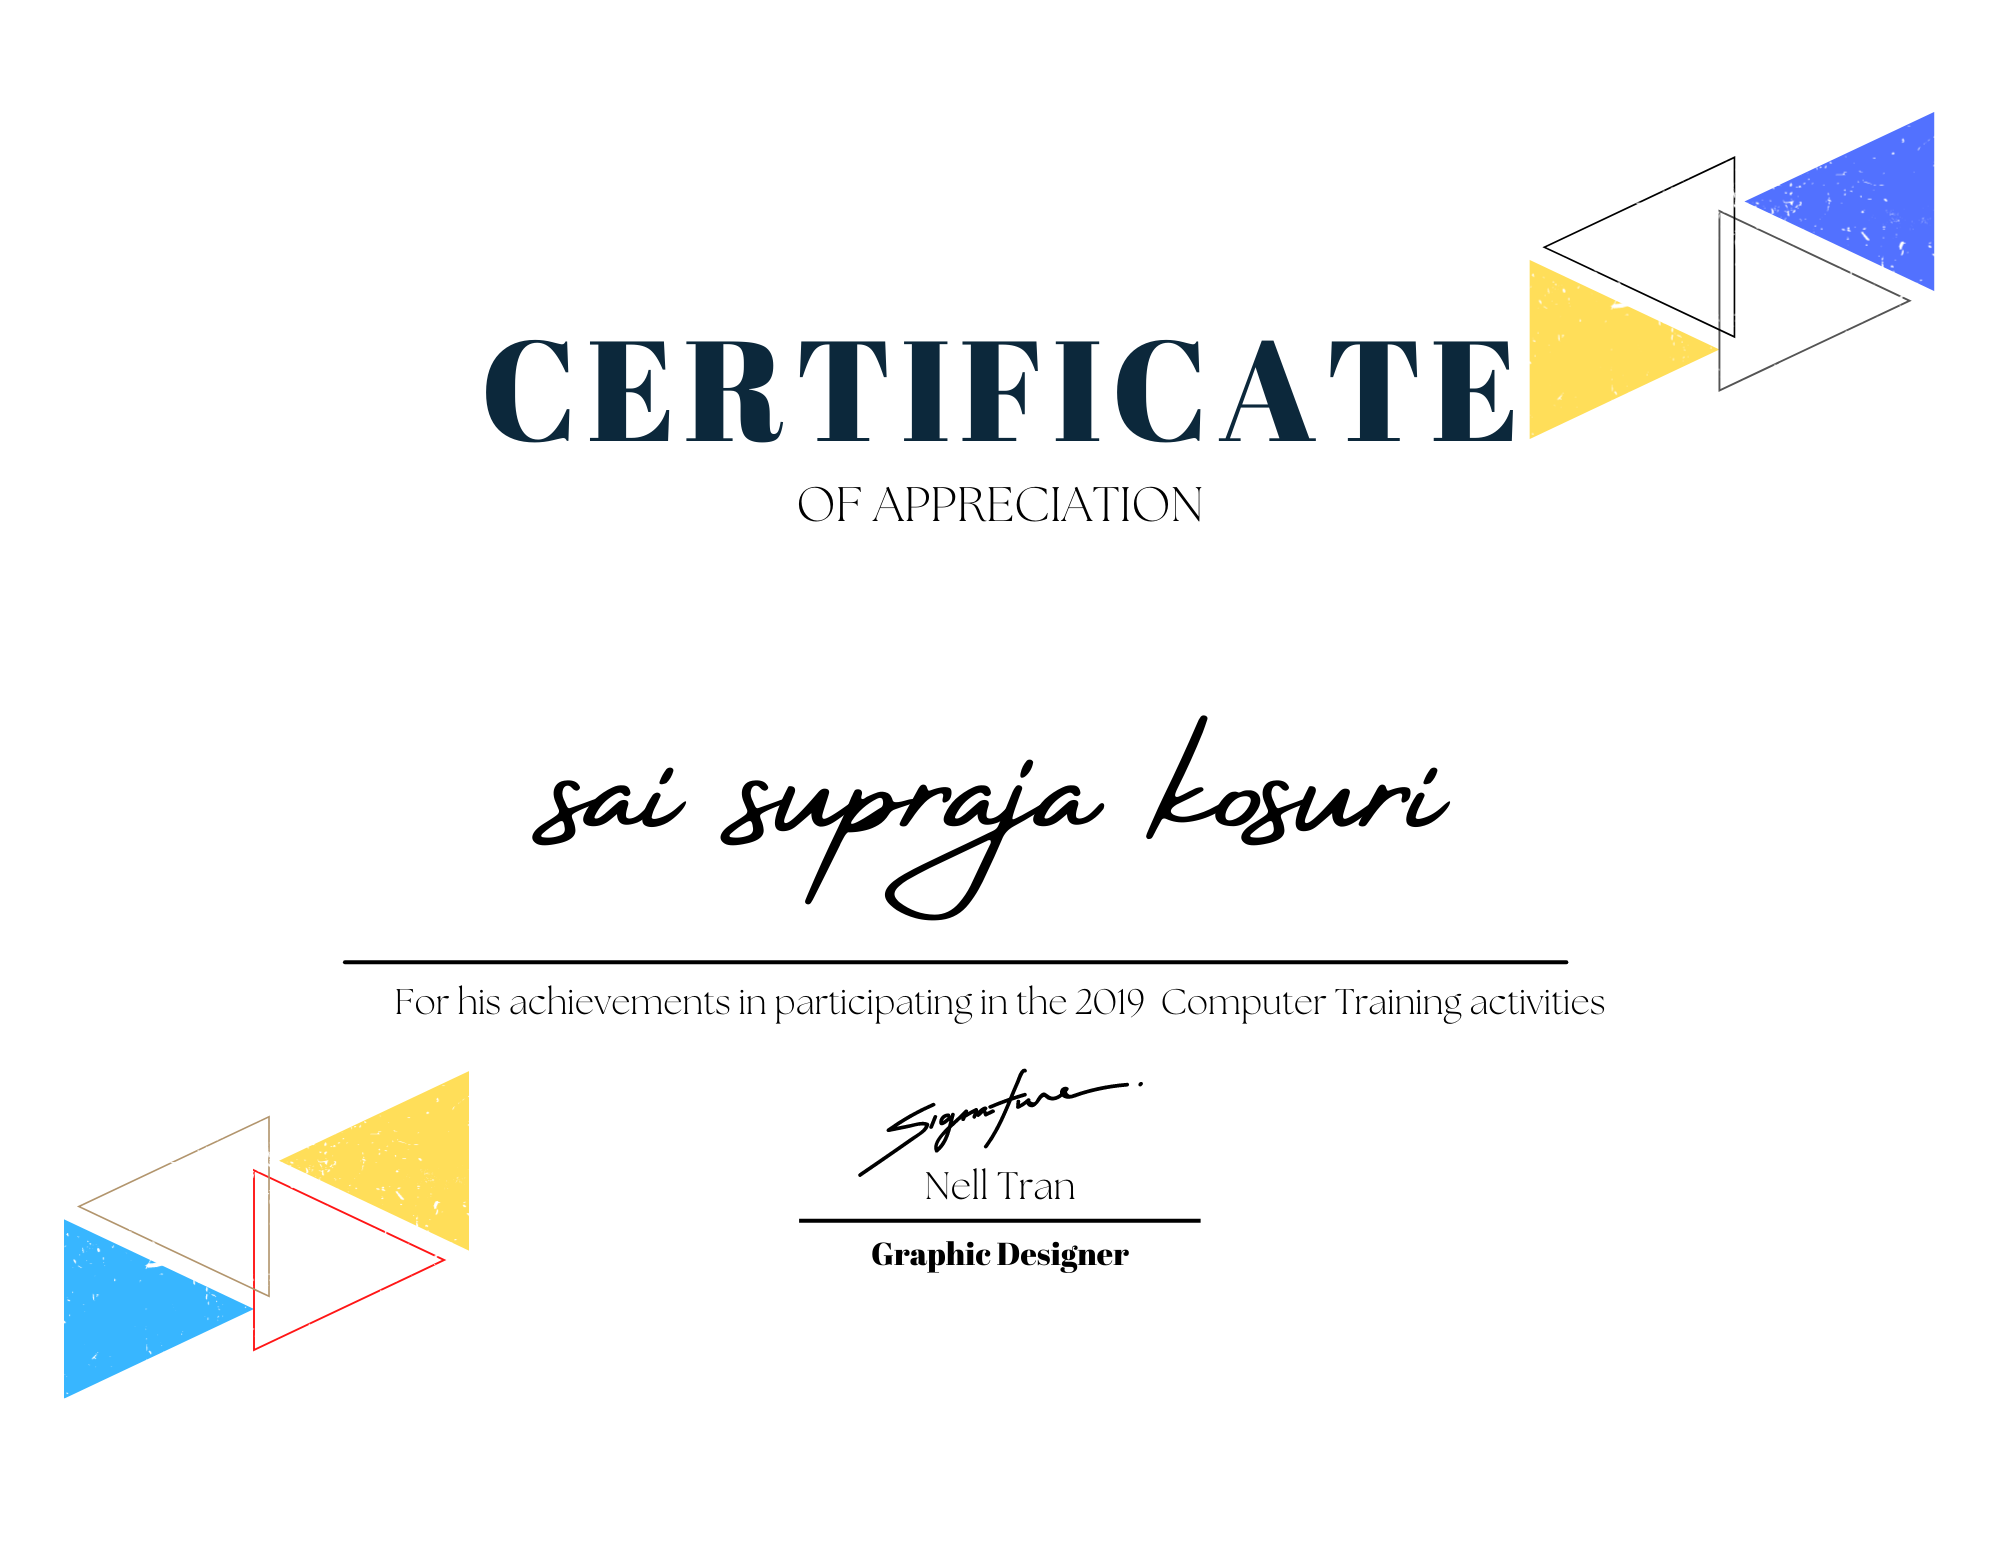 CERTIFICATE
OF APPRECIATION
sai supraja kosuri
For his achievements in participating in the 2019  Computer Training activities
Signature
Nell Tran
Graphic Designer